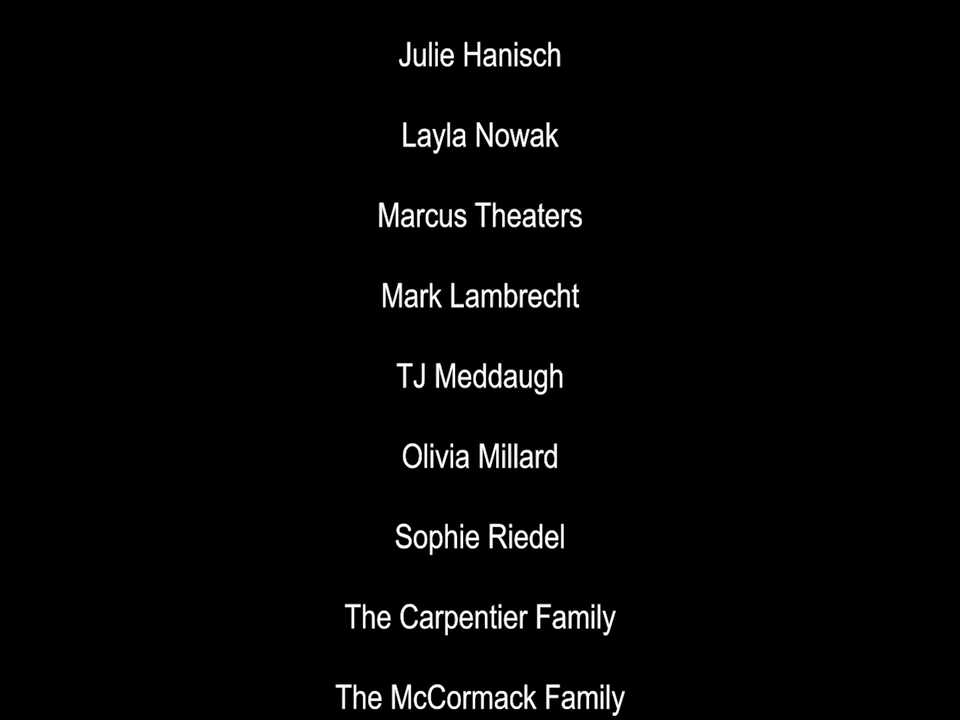 Julie Hanisch
Layla Nowak
Marcus Theaters
Mark Lambrecht
TJ Meddaugh
Olivia Millard
Sophie Riedel
The Carpentier Family
The McCormack Family